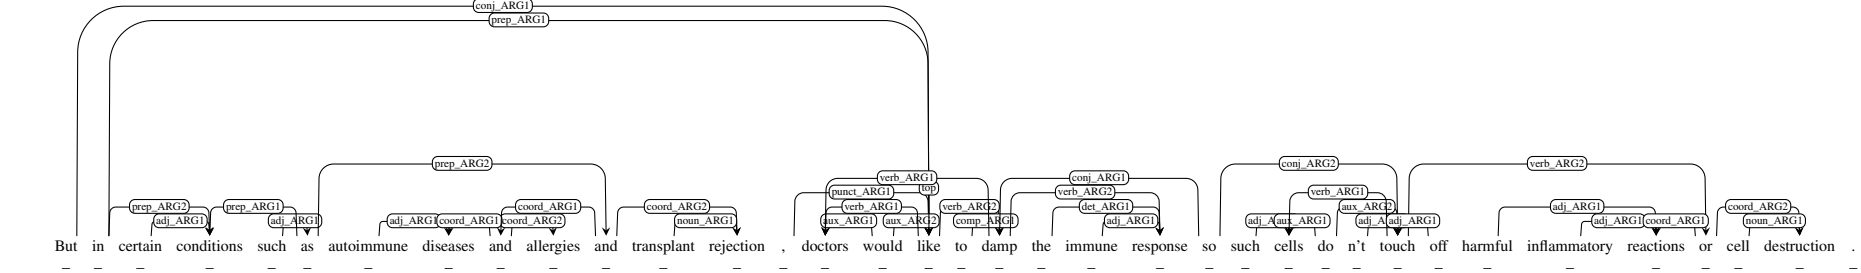 conj_ARG1
prep_ARG1
prep_ARG2 conj_ARG2 verb_ARG2
verb_ARG1 conj_ARG1
punct_ARG1 top verb_ARG2 verb_ARG1
prep_ARG2 prep_ARG1 coord_ARG1 coord_ARG2 verb_ARG1 verb_ARG2 det_ARG1 aux_ARG2 adj_ARG1 coord_ARG2
adj_ARG1 adj_ARG1 adj_ARG1 coord_ARG1 coord_ARG2 noun_ARG1 aux_ARG1 aux_ARG2 comp_ARG1 adj_ARG1 adj_A aux_ARG1 adj_A adj_ARG1 adj_ARG1 coord_ARG1 noun_ARG1
But in certain conditions such as autoimmune diseases and allergies and transplant rejection , doctors would like to damp the immune response so such cells do n't touch off harmful inflammatory reactions or cell destruction .